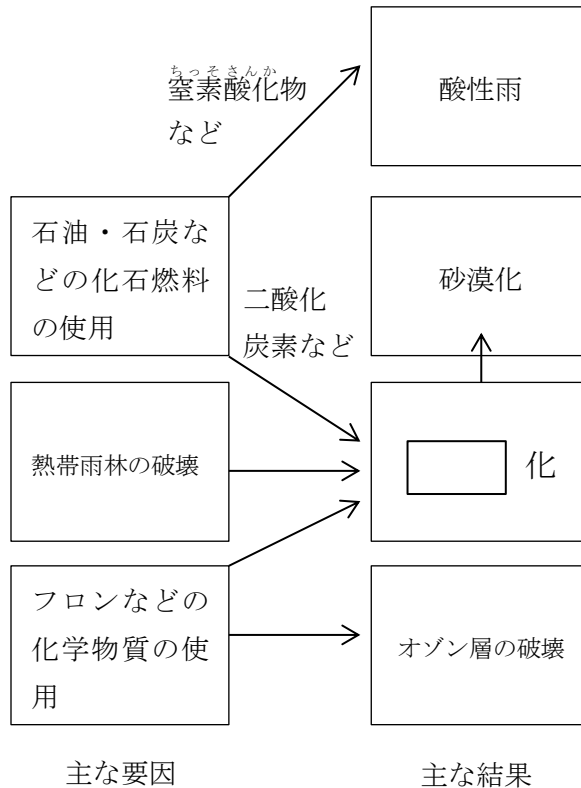 ちっそさんか
窒素酸化物
など
酸性雨
石油・石炭な
どの化石燃料
の使用
二酸化
炭素など
砂漠化
熱帯雨林の破壊
化
フロンなどの
化学物質の使
用
オゾン層の破壊
主な要因
主な結果